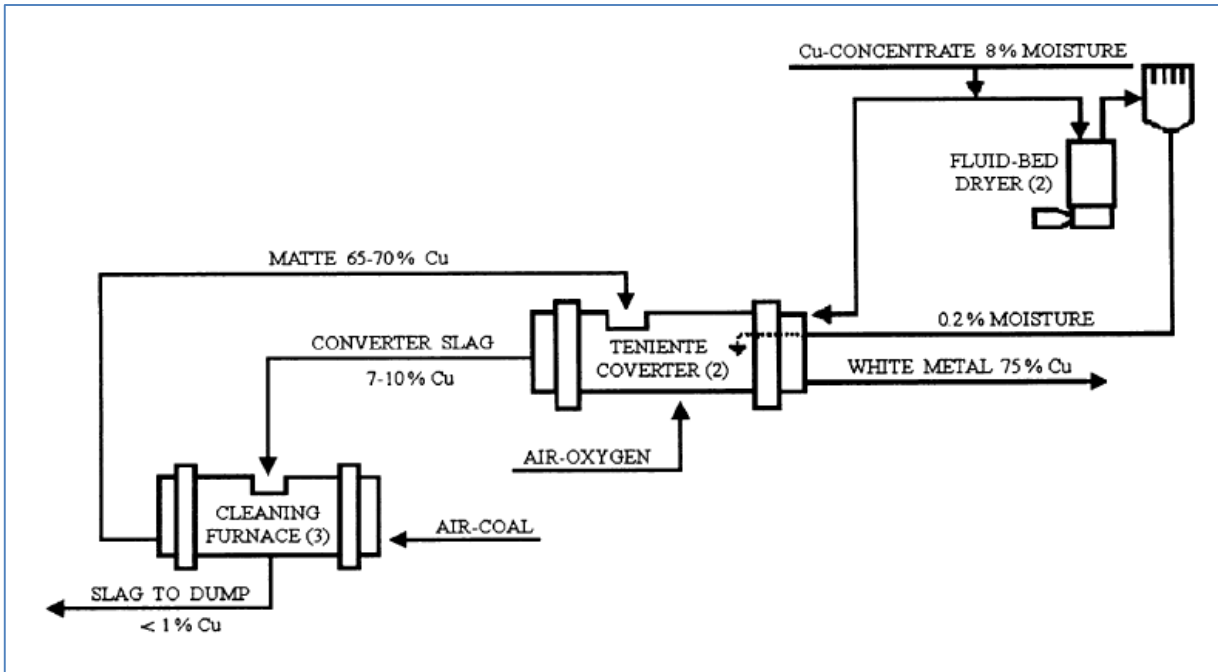 Cu-CONCENTRATE 8% MOISTURE
FLUID-BED
DRYER (2)
MATTE 65-70% Cu
0.2% MOISTURE
CONVERTER SLAG
7-10% Cu
TENIENTE
COVERTER (2)
WHITE METAL 75% Cu
AIR-OXYGEN
CLEANING
FURNACE (3)
AIR-COAL
SLAG TO DUMP
< 1% Cu